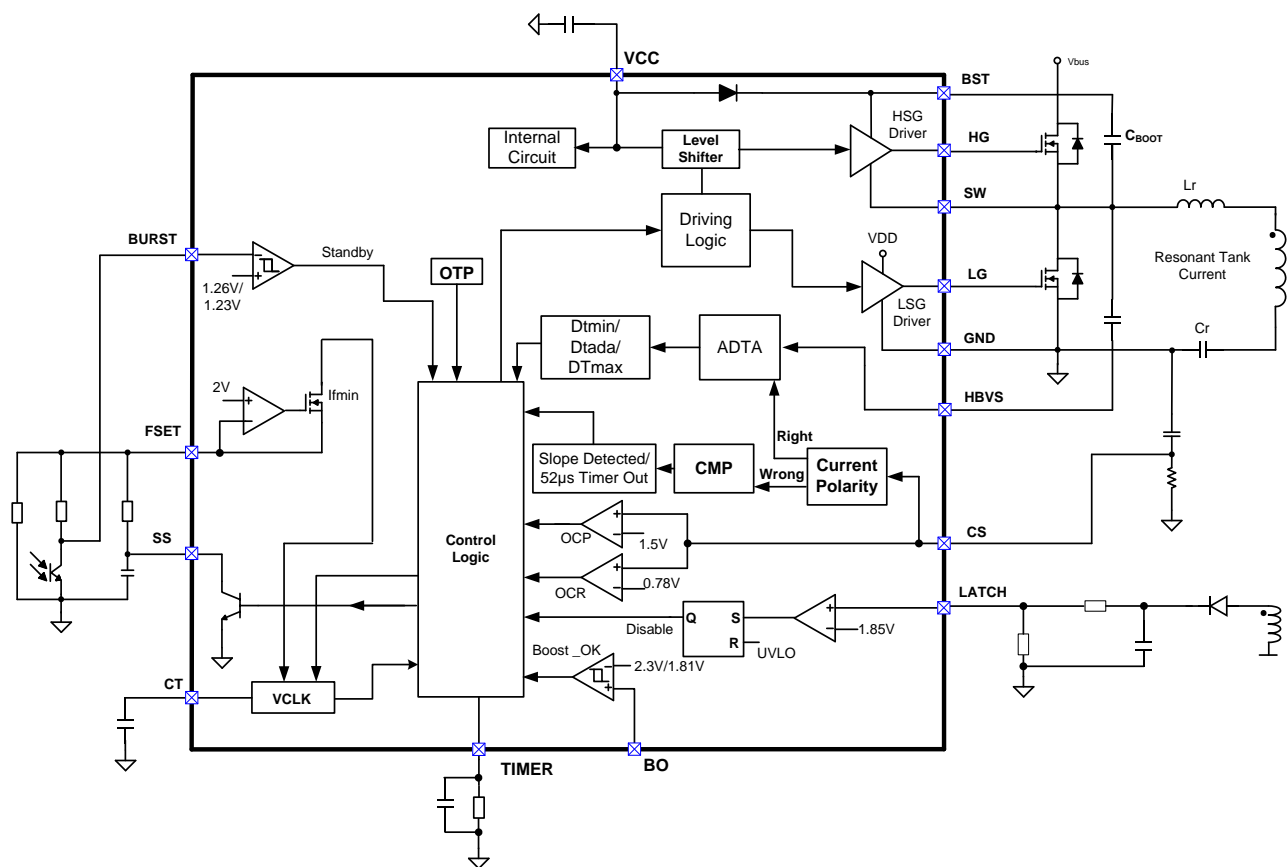 VCC
Vbus
BST
HSG
Driver
HG
C_BOOT
Internal
Circuit
Level
Shifter
SW
Lr
Driving
Logic
VDD
BURST
Standby
1.26V/
1.23V
OTP
LG
LSG
Driver
Resonant Tank
Current
GND
Cr
Dtmin/
Dtada/
DTmax
ADTA
HBVS
2V
Ifmin
FSET
Right
Wrong
Slope Detected/
52µs Timer Out
CMP
Current
Polarity
SS
Control
Logic
OCP
1.5V
CS
OCR
0.78V
LATCH
Disable
Q
S
R
UVLO
1.85V
Boost _OK
2.3V/1.81V
CT
VCLK
TIMER
BO